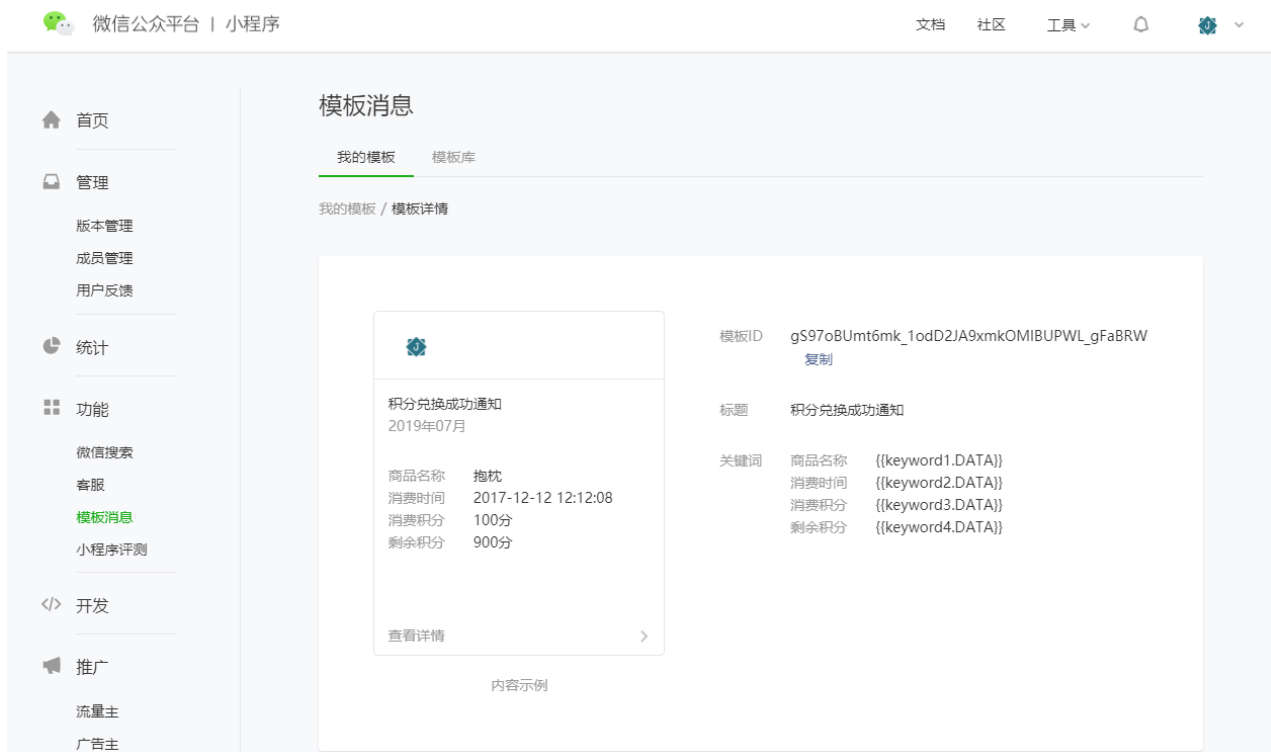 微信公众平台 | 小程序
文档 社区 工具
首页
管理
版本管理
成员管理
用户反馈
统计
功能
微信搜索
客服
模板消息
小程序评测
开发
推广
流量主
广告主
模板消息
我的模板 模板库
我的模板 / 模板详情
积分兑换成功通知
2019年07月
商品名称 抱枕
消费时间 2017-12-12 12:12:08
消费积分 100分
剩余积分 900分
查看详情
内容示例
模板ID gS97oBUmt6mk_1odD2JA9xmkOMIBUPWL_gFaBRW
复制
标题 积分兑换成功通知
关键词 商品名称 {{keyword1.DATA}}
消费时间 {{keyword2.DATA}}
消费积分 {{keyword3.DATA}}
剩余积分 {{keyword4.DATA}}